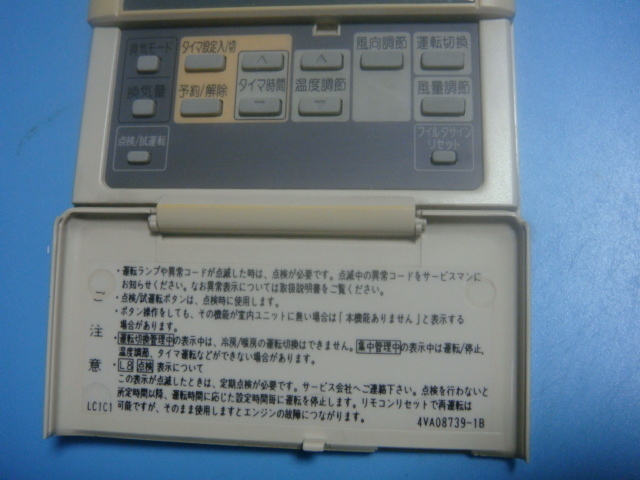 換気モード
タイマ設定入/切
風向調節
運転切換
換気量
予約/解除
タイマ時間
温度調節
風量調節
点検/試運転
フィルタサイン
リセット
ご注意
・運転ランプや異常コードが点滅した時は、点検が必要です。点滅中の異常コードをサービスマンに
お知らせください。なお異常表示については取扱説明書をご覧ください。
・点検/試運転ボタンは、点検時に使用します。
・ボタン操作をしても、その機能が室内ユニットに無い場合は「本機能ありません」と表示する
場合があります。
・運転切換管理中の表示中は、冷房/暖房の運転切換はできません。集中管理中の表示中は運転/停止、
温度調節、タイマ運転などができない場合があります。
・L8 点検 表示について
この表示が点滅したときは、定期点検が必要です。サービス会社へご連絡下さい。点検を行わないと
所定時間以降、運転時間に応じた設定時間毎に運転を停止します。リモコンリセットで再運転は
可能ですが、そのまま使用しますとエンジンの故障につながります。
LC1C1
4VA08739-1B